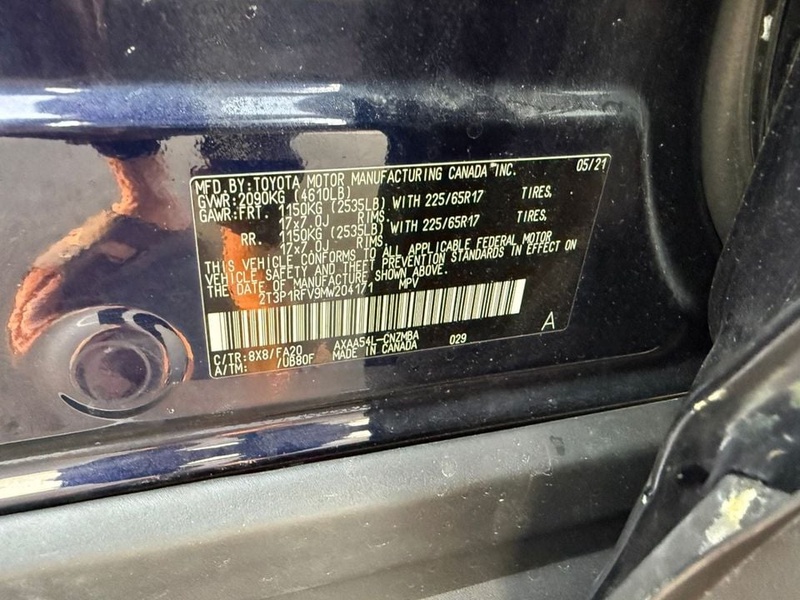 MFD.BY:TOYOTA MOTOR MANUFACTURING CANADA INC. 05/21
GVWR:2090KG (4610LB)
GAWR:FRT. 1150KG (2535LB) WITH 225/65R17 TIRES,
17x7.0J RIMS,
RR. 1150KG (2535LB) WITH 225/65R17 TIRES,
17x7.0J RIMS.
THIS VEHICLE CONFORMS TO ALL APPLICABLE FEDERAL MOTOR
VEHICLE SAFETY AND THEFT PREVENTION STANDARDS IN EFFECT ON
THE DATE OF MANUFACTURE SHOWN ABOVE.
2T3P1RFV9MW204171 MPV
C/TR:8X8/FA20 AXAA54L-CNZMBA 029 A
A/TM: /UB80F MADE IN CANADA